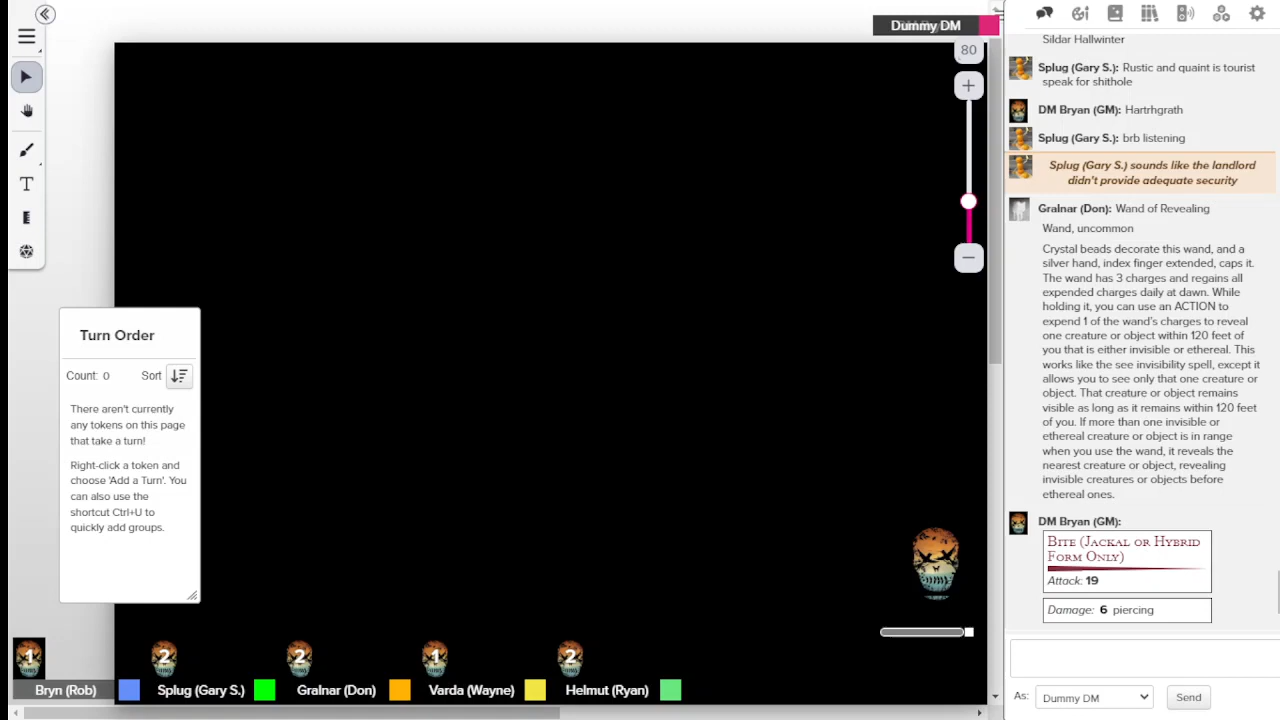 Dummy DM
80
Turn Order
Count: 0 Sort
There aren't currently
any tokens on this page
that take a turn!
Right-click a token and
choose 'Add a Turn'. You
can also use the
shortcut Ctrl+U to
quickly add groups.
1
2
2
1
2
Bryn (Rob)
Splug (Gary S.)
Gralnar (Don)
Varda (Wayne)
Helmut (Ryan)
Sildar Hallwinter
Splug (Gary S.): Rustic and quaint is tourist
speak for shithole
DM Bryan (GM): Hartrhgrath
Splug (Gary S.): brb listening
Splug (Gary S.) sounds like the landlord
didn't provide adequate security
Gralnar (Don): Wand of Revealing
Wand, uncommon
Crystal beads decorate this wand, and a
silver hand, index finger extended, caps it.
The wand has 3 charges and regains all
expended charges daily at dawn. While
holding it, you can use an ACTION to
expend 1 of the wand's charges to reveal
one creature or object within 120 feet of
you that is either invisible or ethereal. This
works like the see invisibility spell, except it
allows you to see only that one creature or
object. That creature or object remains
visible as long as it remains within 120 feet
of you. If more than one invisible or
ethereal creature or object is in range
when you use the wand, it reveals the
nearest creature or object, revealing
invisible creatures or objects before
ethereal ones.
DM Bryan (GM):
Bite (Jackal or Hybrid
Form Only)
Attack: 19
Damage: 6 piercing
As: Dummy DM Send